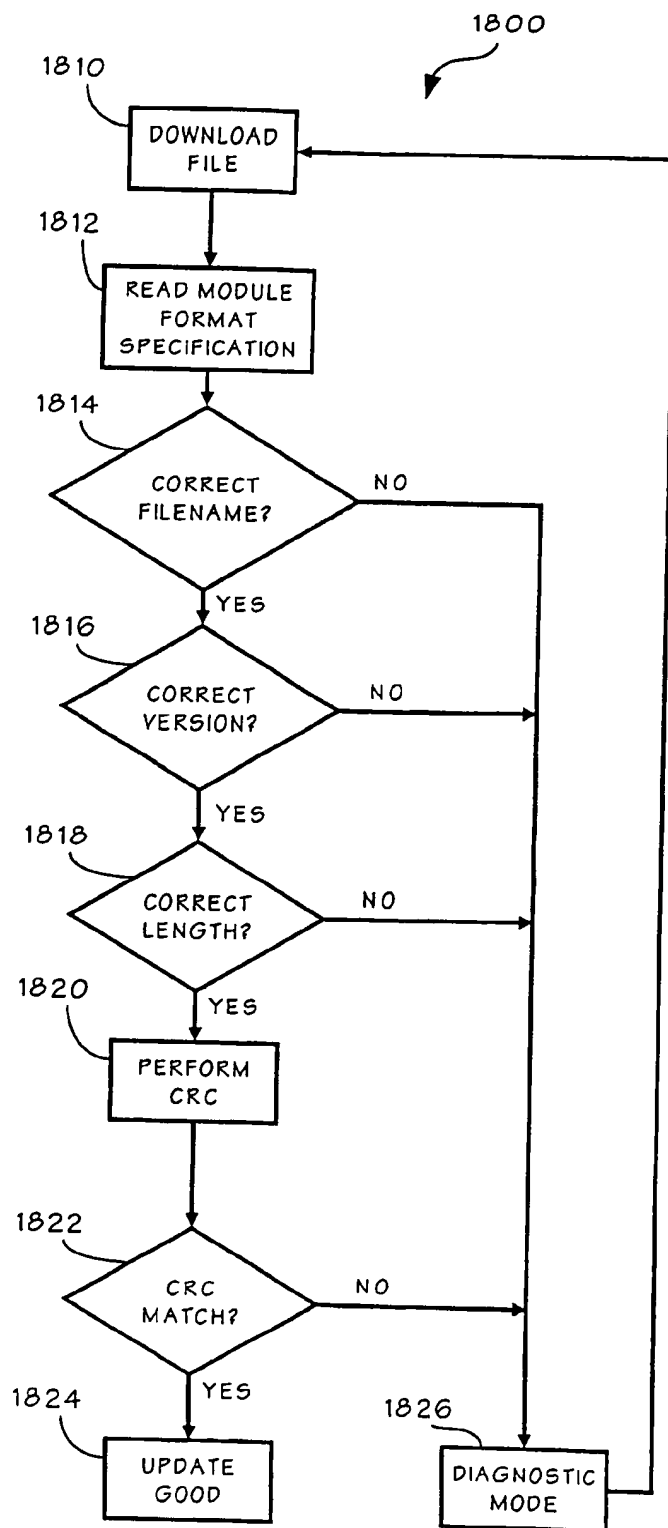 1800
1810
DOWNLOAD
FILE
1812
READ MODULE
FORMAT
SPECIFICATION
1814
CORRECT
FILENAME?
NO
YES
1816
CORRECT
VERSION?
NO
YES
1818
CORRECT
LENGTH?
NO
YES
1820
PERFORM
CRC
1822
CRC
MATCH?
NO
YES
1824
UPDATE
GOOD
1826
DIAGNOSTIC
MODE